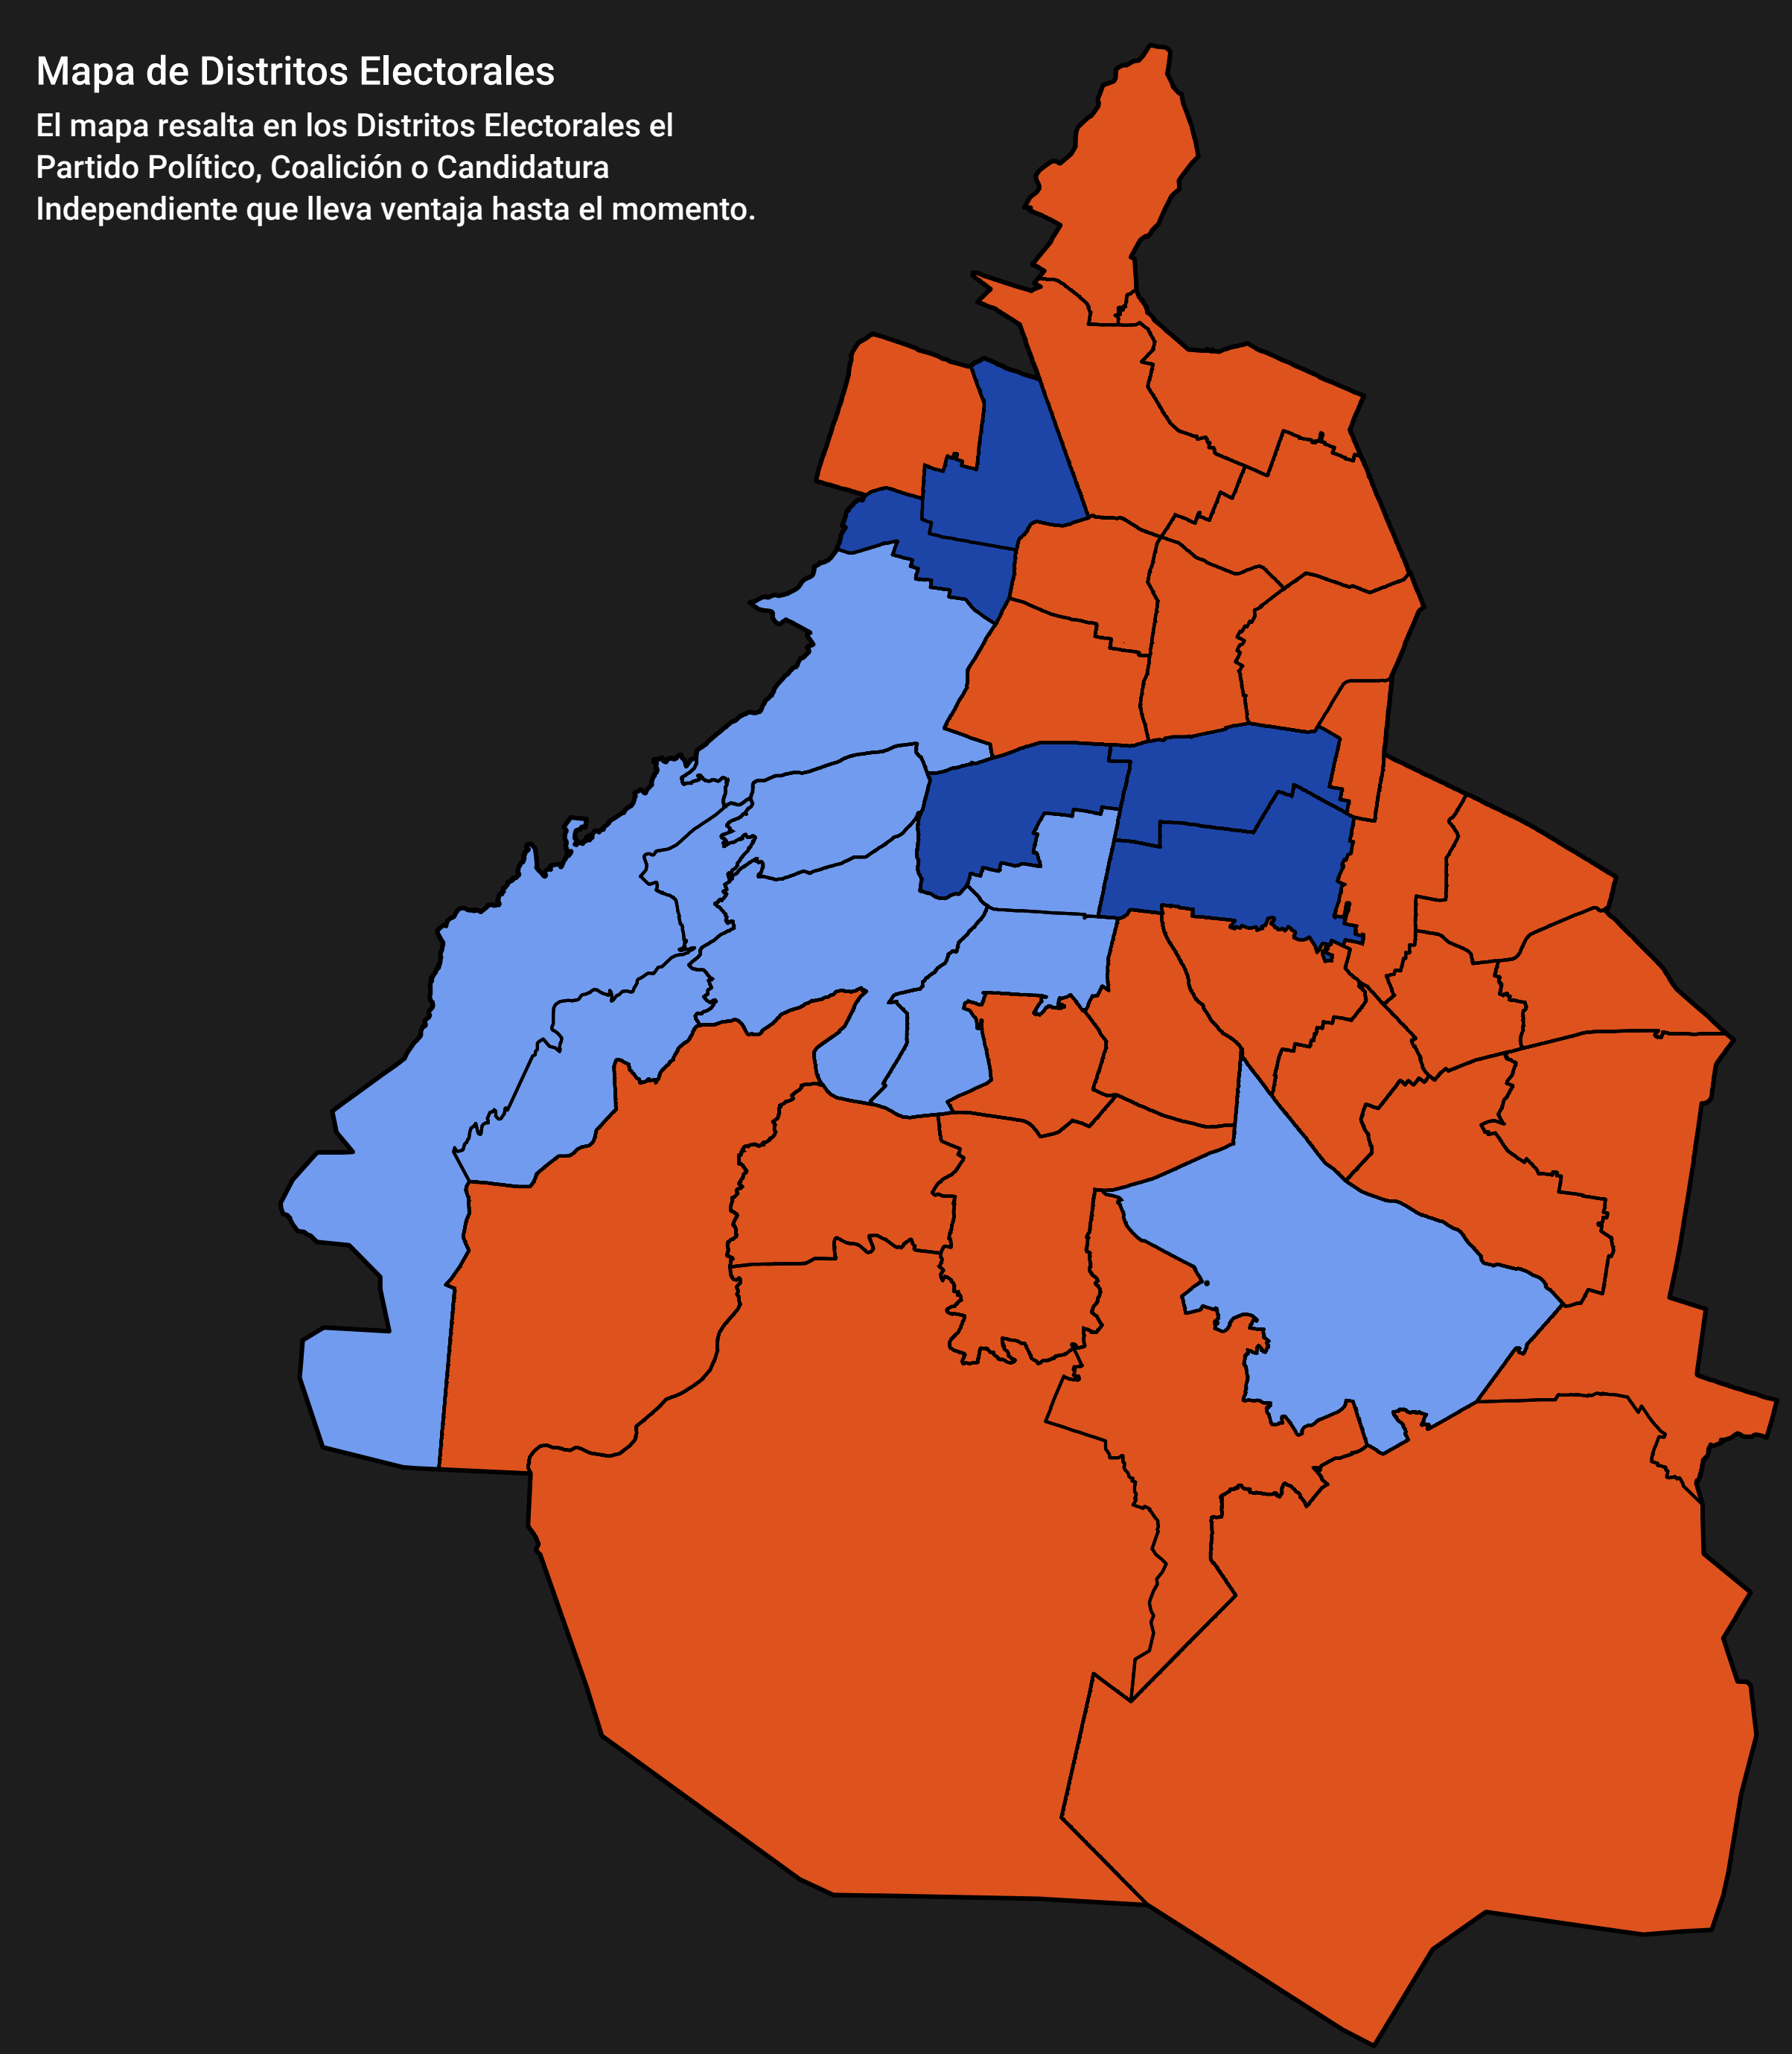 Mapa de Distritos Electorales
El mapa resalta en los Distritos Electorales el
Partido Político, Coalición o Candidatura
Independiente que lleva ventaja hasta el momento.